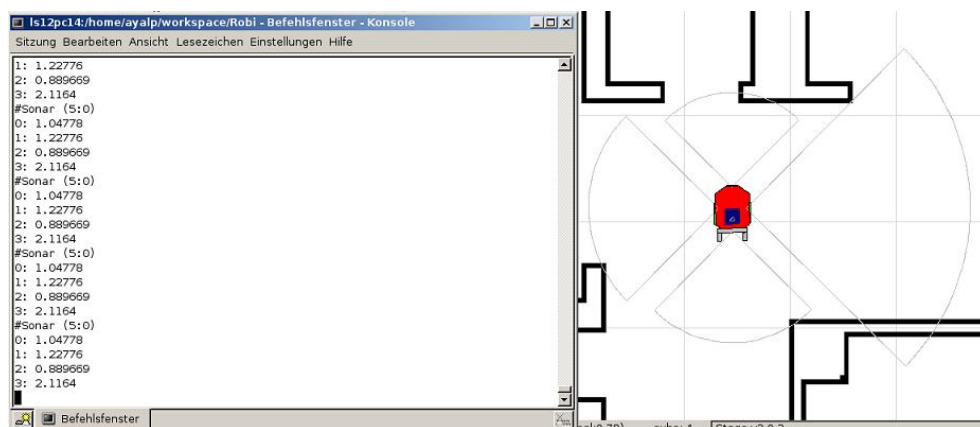 ls12pc14:/home/ayalp/workspace/Robi - Befehlsfenster - Konsole
Sitzung Bearbeiten Ansicht Lesezeichen Einstellungen Hilfe
1: 1.22776
2: 0.889669
3: 2.1164
#Sonar (5:0)
0: 1.04778
1: 1.22776
2: 0.889669
3: 2.1164
#Sonar (5:0)
0: 1.04778
1: 1.22776
2: 0.889669
3: 2.1164
#Sonar (5:0)
0: 1.04778
1: 1.22776
2: 0.889669
3: 2.1164
#Sonar (5:0)
0: 1.04778
1: 1.22776
2: 0.889669
3: 2.1164
Befehlsfenster